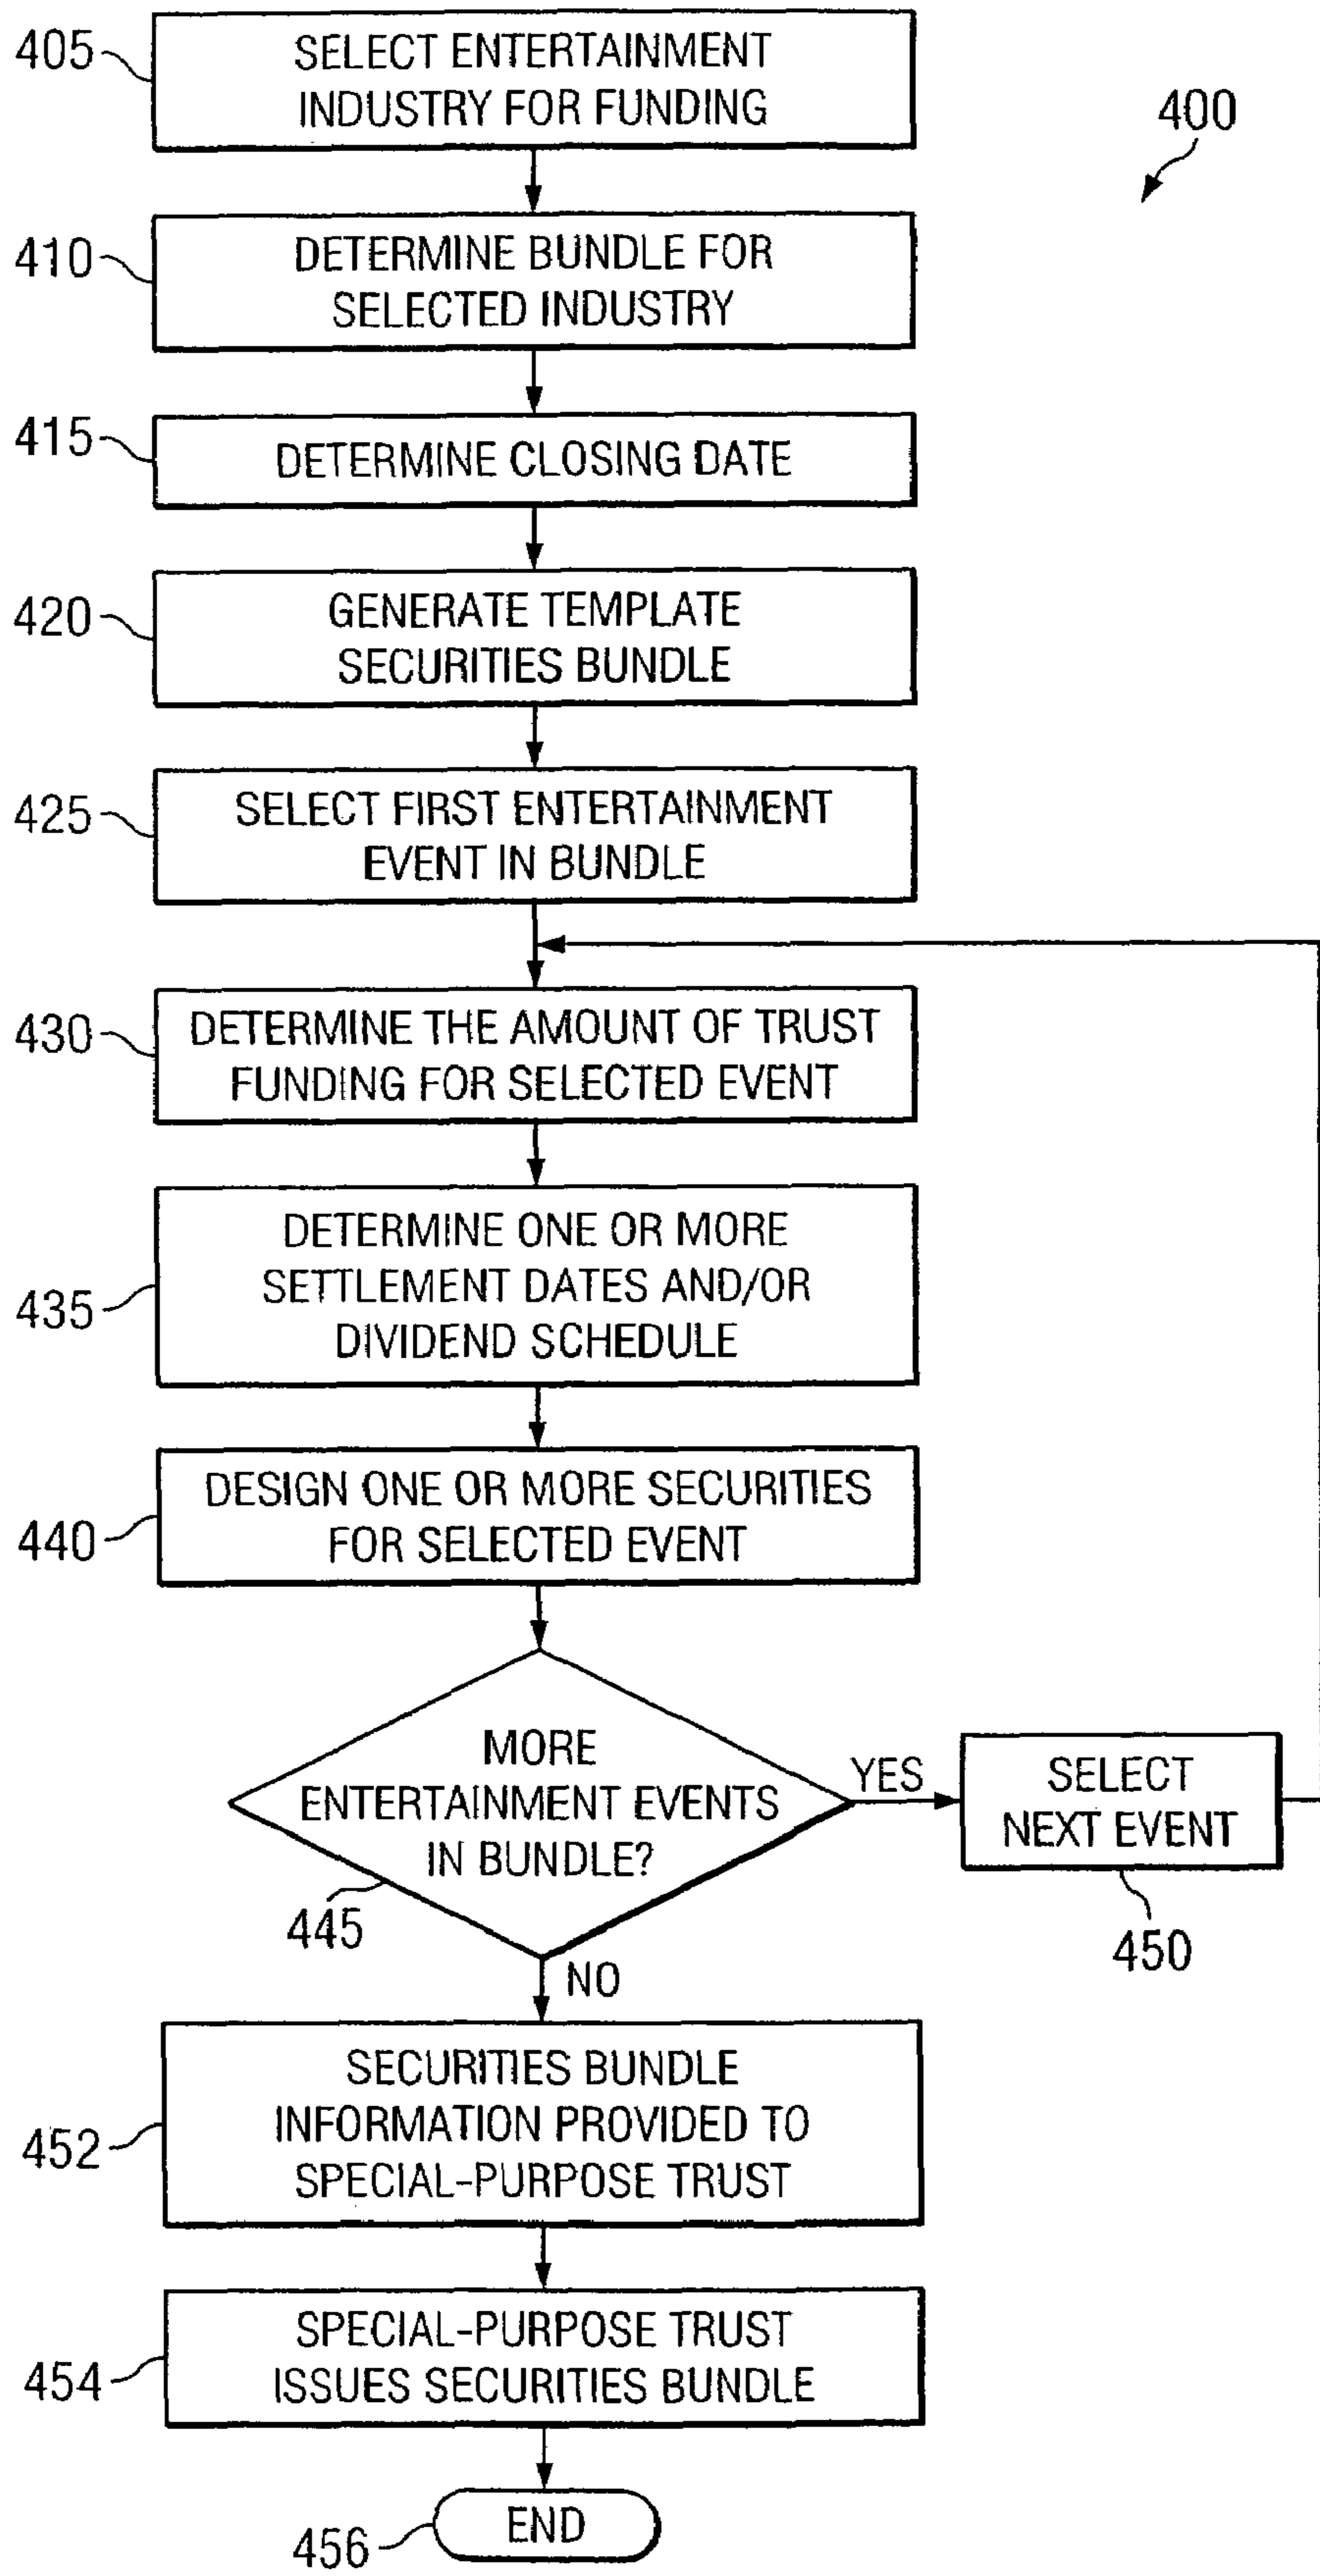 405
SELECT ENTERTAINMENT
INDUSTRY FOR FUNDING
400
410
DETERMINE BUNDLE FOR
SELECTED INDUSTRY
415
DETERMINE CLOSING DATE
420
GENERATE TEMPLATE
SECURITIES BUNDLE
425
SELECT FIRST ENTERTAINMENT
EVENT IN BUNDLE
430
DETERMINE THE AMOUNT OF TRUST
FUNDING FOR SELECTED EVENT
435
DETERMINE ONE OR MORE
SETTLEMENT DATES AND/OR
DIVIDEND SCHEDULE
440
DESIGN ONE OR MORE SECURITIES
FOR SELECTED EVENT
MORE
ENTERTAINMENT EVENTS
IN BUNDLE?
445
YES
SELECT
NEXT EVENT
450
NO
452
SECURITIES BUNDLE
INFORMATION PROVIDED TO
SPECIAL-PURPOSE TRUST
454
SPECIAL-PURPOSE TRUST
ISSUES SECURITIES BUNDLE
456
END